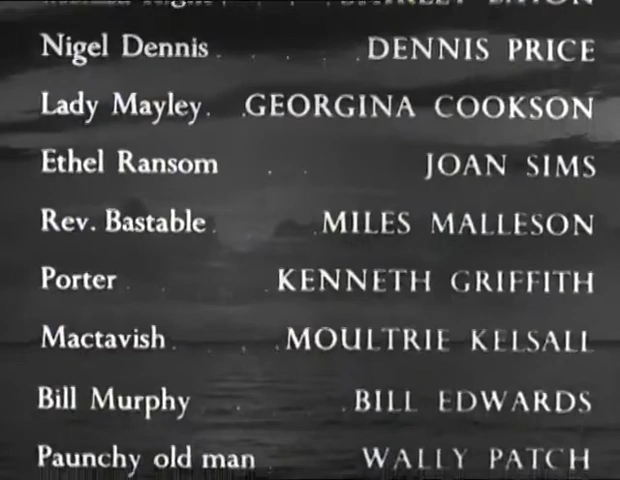 Nigel Dennis . . . . DENNIS PRICE
Lady Mayley. .GEORGINA COOKSON
Ethel Ransom . . JOAN SIMS
Rev. Bastable . .MILES MALLESON
Porter . . KENNETH GRIFFITH
Mactavish . . . .MOULTRIE KELSALL
Bill Murphy . .BILL EDWARDS
Paunchy old man WALLY PATCH